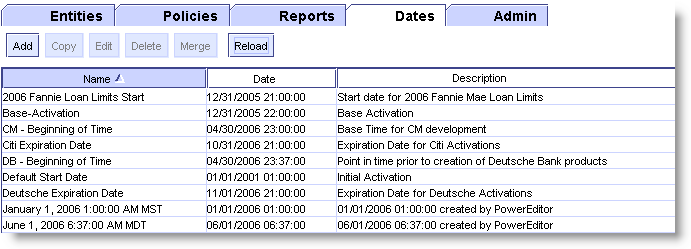 Entities Policies Reports Dates Admin
Add Copy Edit Delete Merge Reload
Name Date Description
2006 Fannie Loan Limits Start 12/31/2005 21:00:00 Start date for 2006 Fannie Mae Loan Limits
Base-Activation 12/31/2005 22:00:00 Base Activation
CM - Beginning of Time 04/30/2006 23:00:00 Base Time for CM development
Citi Expiration Date 10/31/2006 21:00:00 Expiration Date for Citi Activations
DB - Beginning of Time 04/30/2006 23:37:00 Point in time prior to creation of Deutsche Bank products
Default Start Date 01/01/2001 01:00:00 Initial Activation
Deutsche Expiration Date 11/01/2006 21:00:00 Expiration Date for Deutsche Activations
January 1, 2006 1:00:00 AM MST 01/01/2006 01:00:00 01/01/2006 01:00:00 created by PowerEditor
June 1, 2006 6:37:00 AM MDT 06/01/2006 06:37:00 06/01/2006 06:37:00 created by PowerEditor